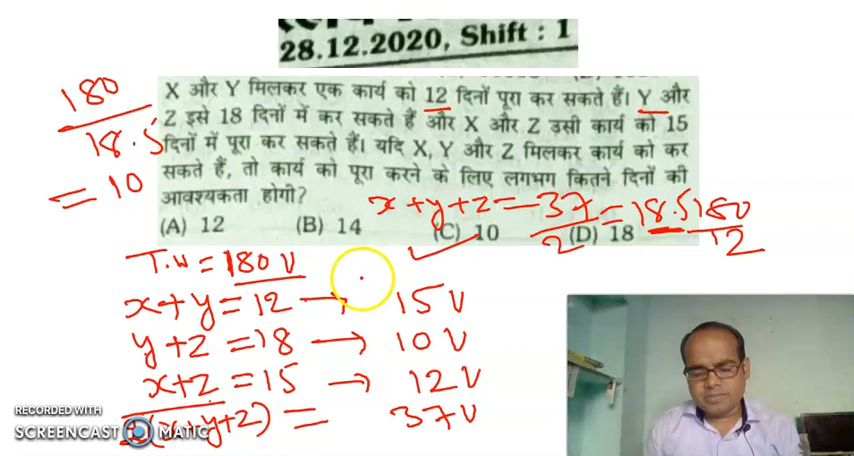 28.12.2020, Shift : 1
X और Y मिलकर एक कार्य को 12 दिनों पूरा कर सकते हैं। Y और
Z इसे 18 दिनों में कर सकते हैं और X और Z उसी कार्य को 15
दिनों में पूरा कर सकते हैं। यदि X, Y और Z मिलकर कार्य को कर
सकते हैं, तो कार्य को पूरा करने के लिए लगभग कितने दिनों की
आवश्यकता होगी?
(A) 12 (B) 14 (C) 10 (D) 18
180
18.5
= 10
x+y+z = 37/2 = 18.5
180/12
T.W = 180 U
x+y = 12 → 15 U
y+z = 18 → 10 U
x+z = 15 → 12 U
2(x+y+z) = 37 U
RECORDED WITH
SCREENCAST MATIC